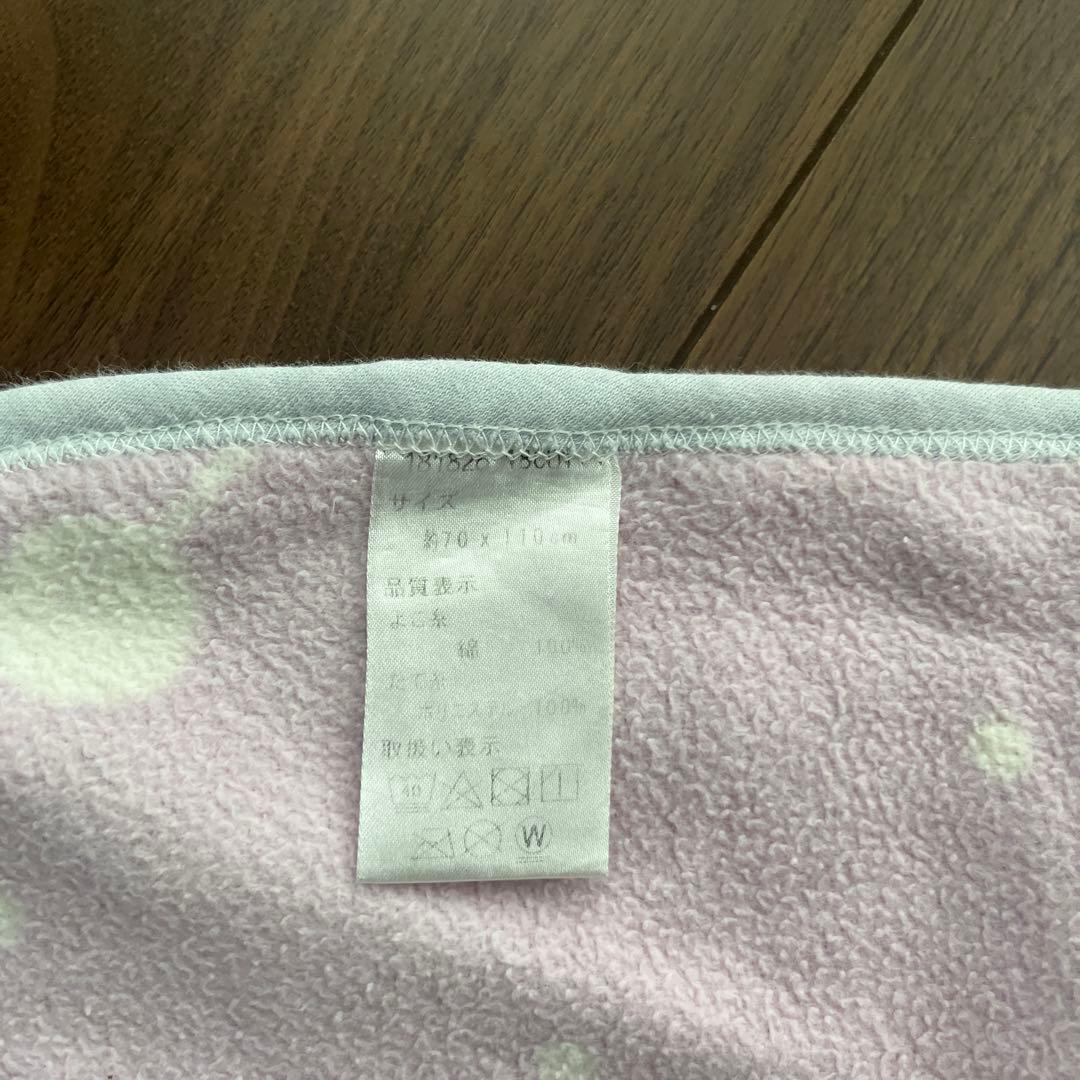 サイズ
約70 x 110cm
品質表示
よこ糸
綿 100%
たて糸
ポリエステル 100%
取扱い表示
40
W